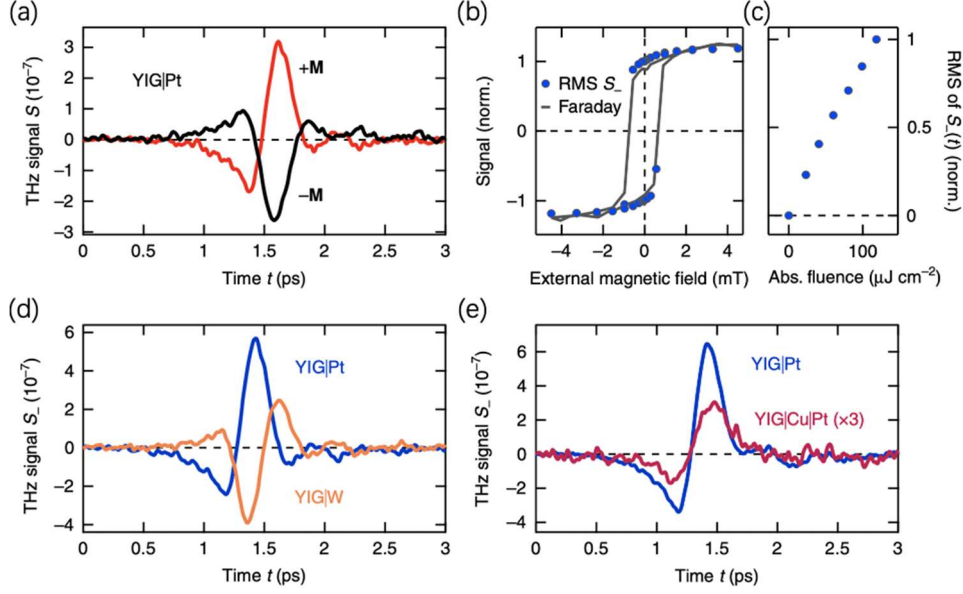 (a)
THz signal S (10⁻⁷)
3
2
1
0
−1
−2
−3
YIG|Pt
+M
−M
0 0.5 1 1.5 2 2.5 3
Time t (ps)
(b)
Signal (norm.)
1
0
−1
RMS S_
Faraday
−4 −2 0 2 4
External magnetic field (mT)
(c)
1
0.5
0
RMS of S_(t) (norm.)
0 100
Abs. fluence (μJ cm⁻²)
(d)
THz signal S_ (10⁻⁷)
6
4
2
0
−2
−4
YIG|Pt
YIG|W
0 0.5 1 1.5 2 2.5 3
Time t (ps)
(e)
THz signal S_ (10⁻⁷)
6
4
2
0
−2
−4
YIG|Pt
YIG|Cu|Pt (×3)
0 0.5 1 1.5 2 2.5 3
Time t (ps)